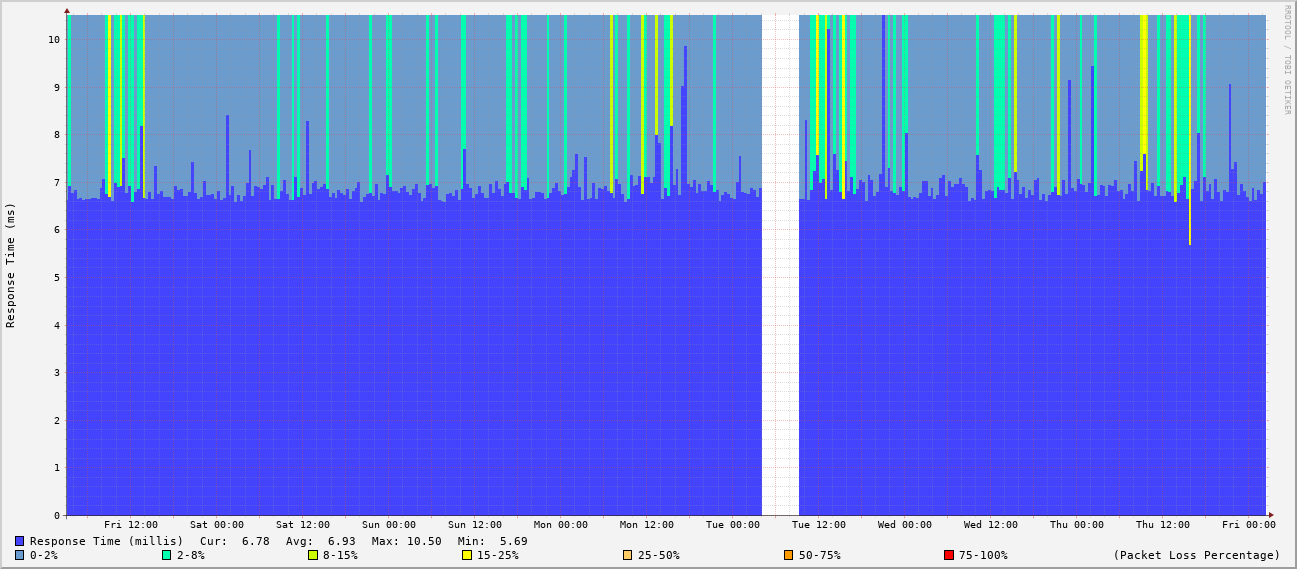 RRDTOOL / TOBI OETIKER
Response Time (ms)
10
9
8
7
6
5
4
3
2
1
0
Fri 12:00 Sat 00:00 Sat 12:00 Sun 00:00 Sun 12:00 Mon 00:00 Mon 12:00 Tue 00:00 Tue 12:00 Wed 00:00 Wed 12:00 Thu 00:00 Thu 12:00 Fri 00:00
Response Time (millis) Cur: 6.78 Avg: 6.93 Max: 10.50 Min: 5.69
0-2% 2-8% 8-15% 15-25% 25-50% 50-75% 75-100% (Packet Loss Percentage)